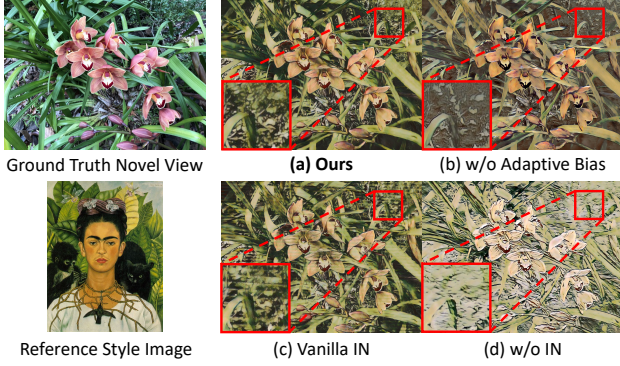 Ground Truth Novel View
(a) Ours
(b) w/o Adaptive Bias
Reference Style Image
(c) Vanilla IN
(d) w/o IN